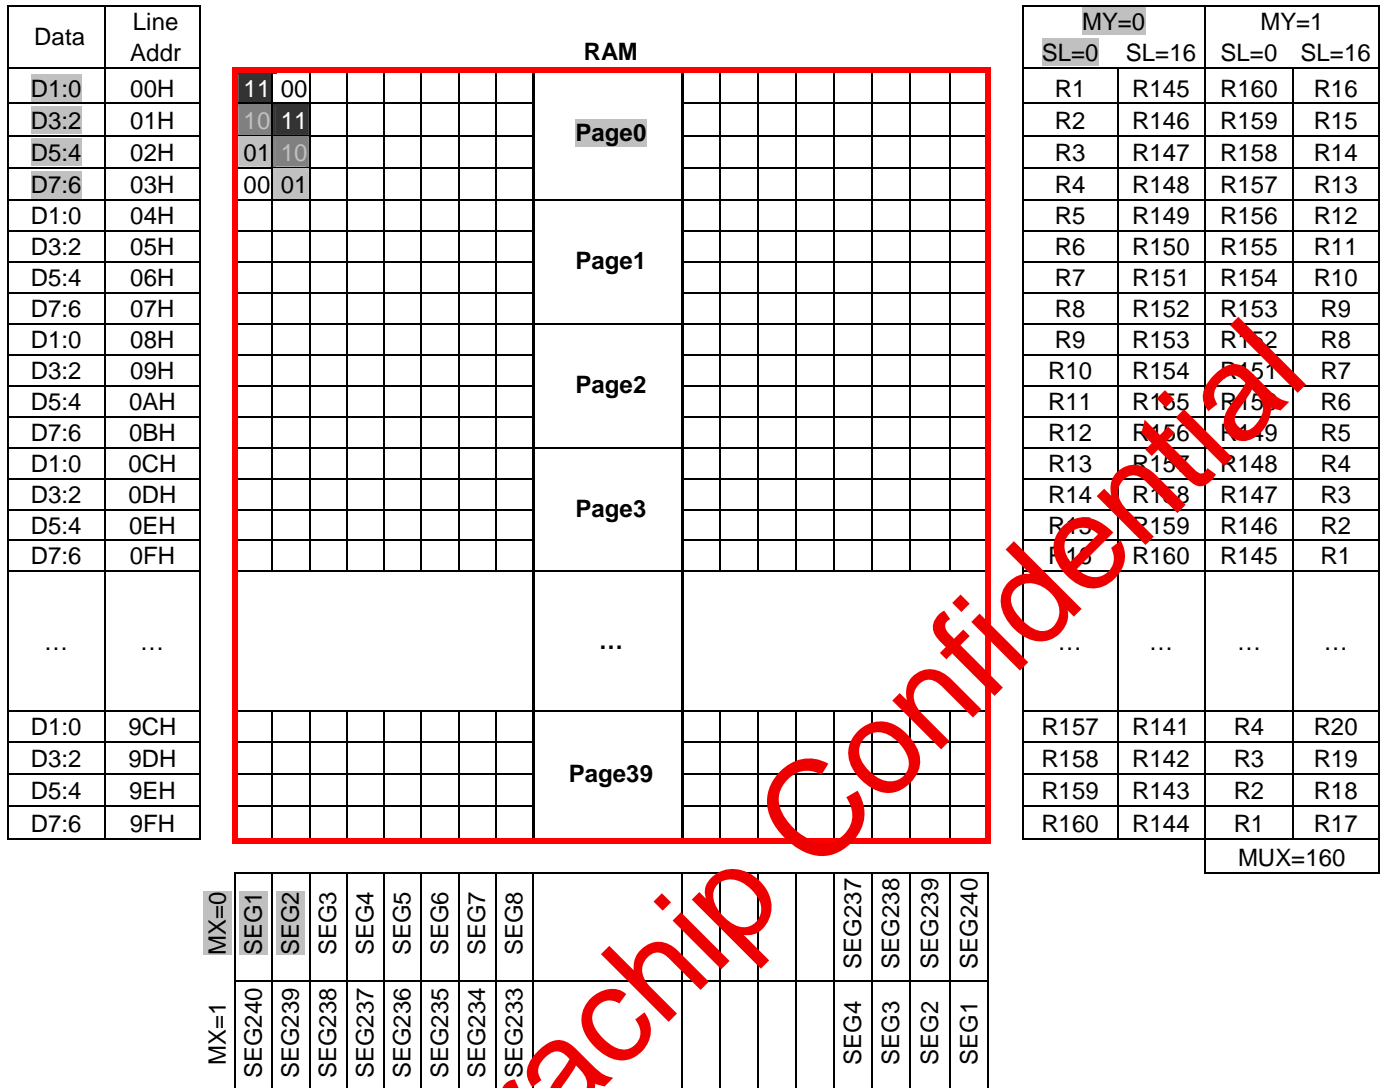 Data Line Addr RAM MY=0 MY=1
SL=0 SL=16 SL=0 SL=16
D1:0 00H 11 00 R1 R145 R160 R16
D3:2 01H 10 11 Page0 R2 R146 R159 R15
D5:4 02H 01 10 R3 R147 R158 R14
D7:6 03H 00 01 R4 R148 R157 R13
D1:0 04H R5 R149 R156 R12
D3:2 05H Page1 R6 R150 R155 R11
D5:4 06H R7 R151 R154 R10
D7:6 07H R8 R152 R153 R9
D1:0 08H R9 R153 R152 R8
D3:2 09H Page2 R10 R154 R151 R7
D5:4 0AH R11 R155 R6
D7:6 0BH R12 R156 R149 R5
D1:0 0CH R13 R157 R148 R4
D3:2 0DH Page3 R14 R158 R147 R3
D5:4 0EH R15 R159 R146 R2
D7:6 0FH R16 R160 R145 R1
... ... ... ... ... ... ...
D1:0 9CH R157 R141 R4 R20
D3:2 9DH Page39 R158 R142 R3 R19
D5:4 9EH R159 R143 R2 R18
D7:6 9FH R160 R144 R1 R17
MUX=160
MX=0 SEG1 SEG2 SEG3 SEG4 SEG5 SEG6 SEG7 SEG8 SEG237 SEG238 SEG239 SEG240
MX=1 SEG240 SEG239 SEG238 SEG237 SEG236 SEG235 SEG234 SEG233 SEG4 SEG3 SEG2 SEG1
Confidential